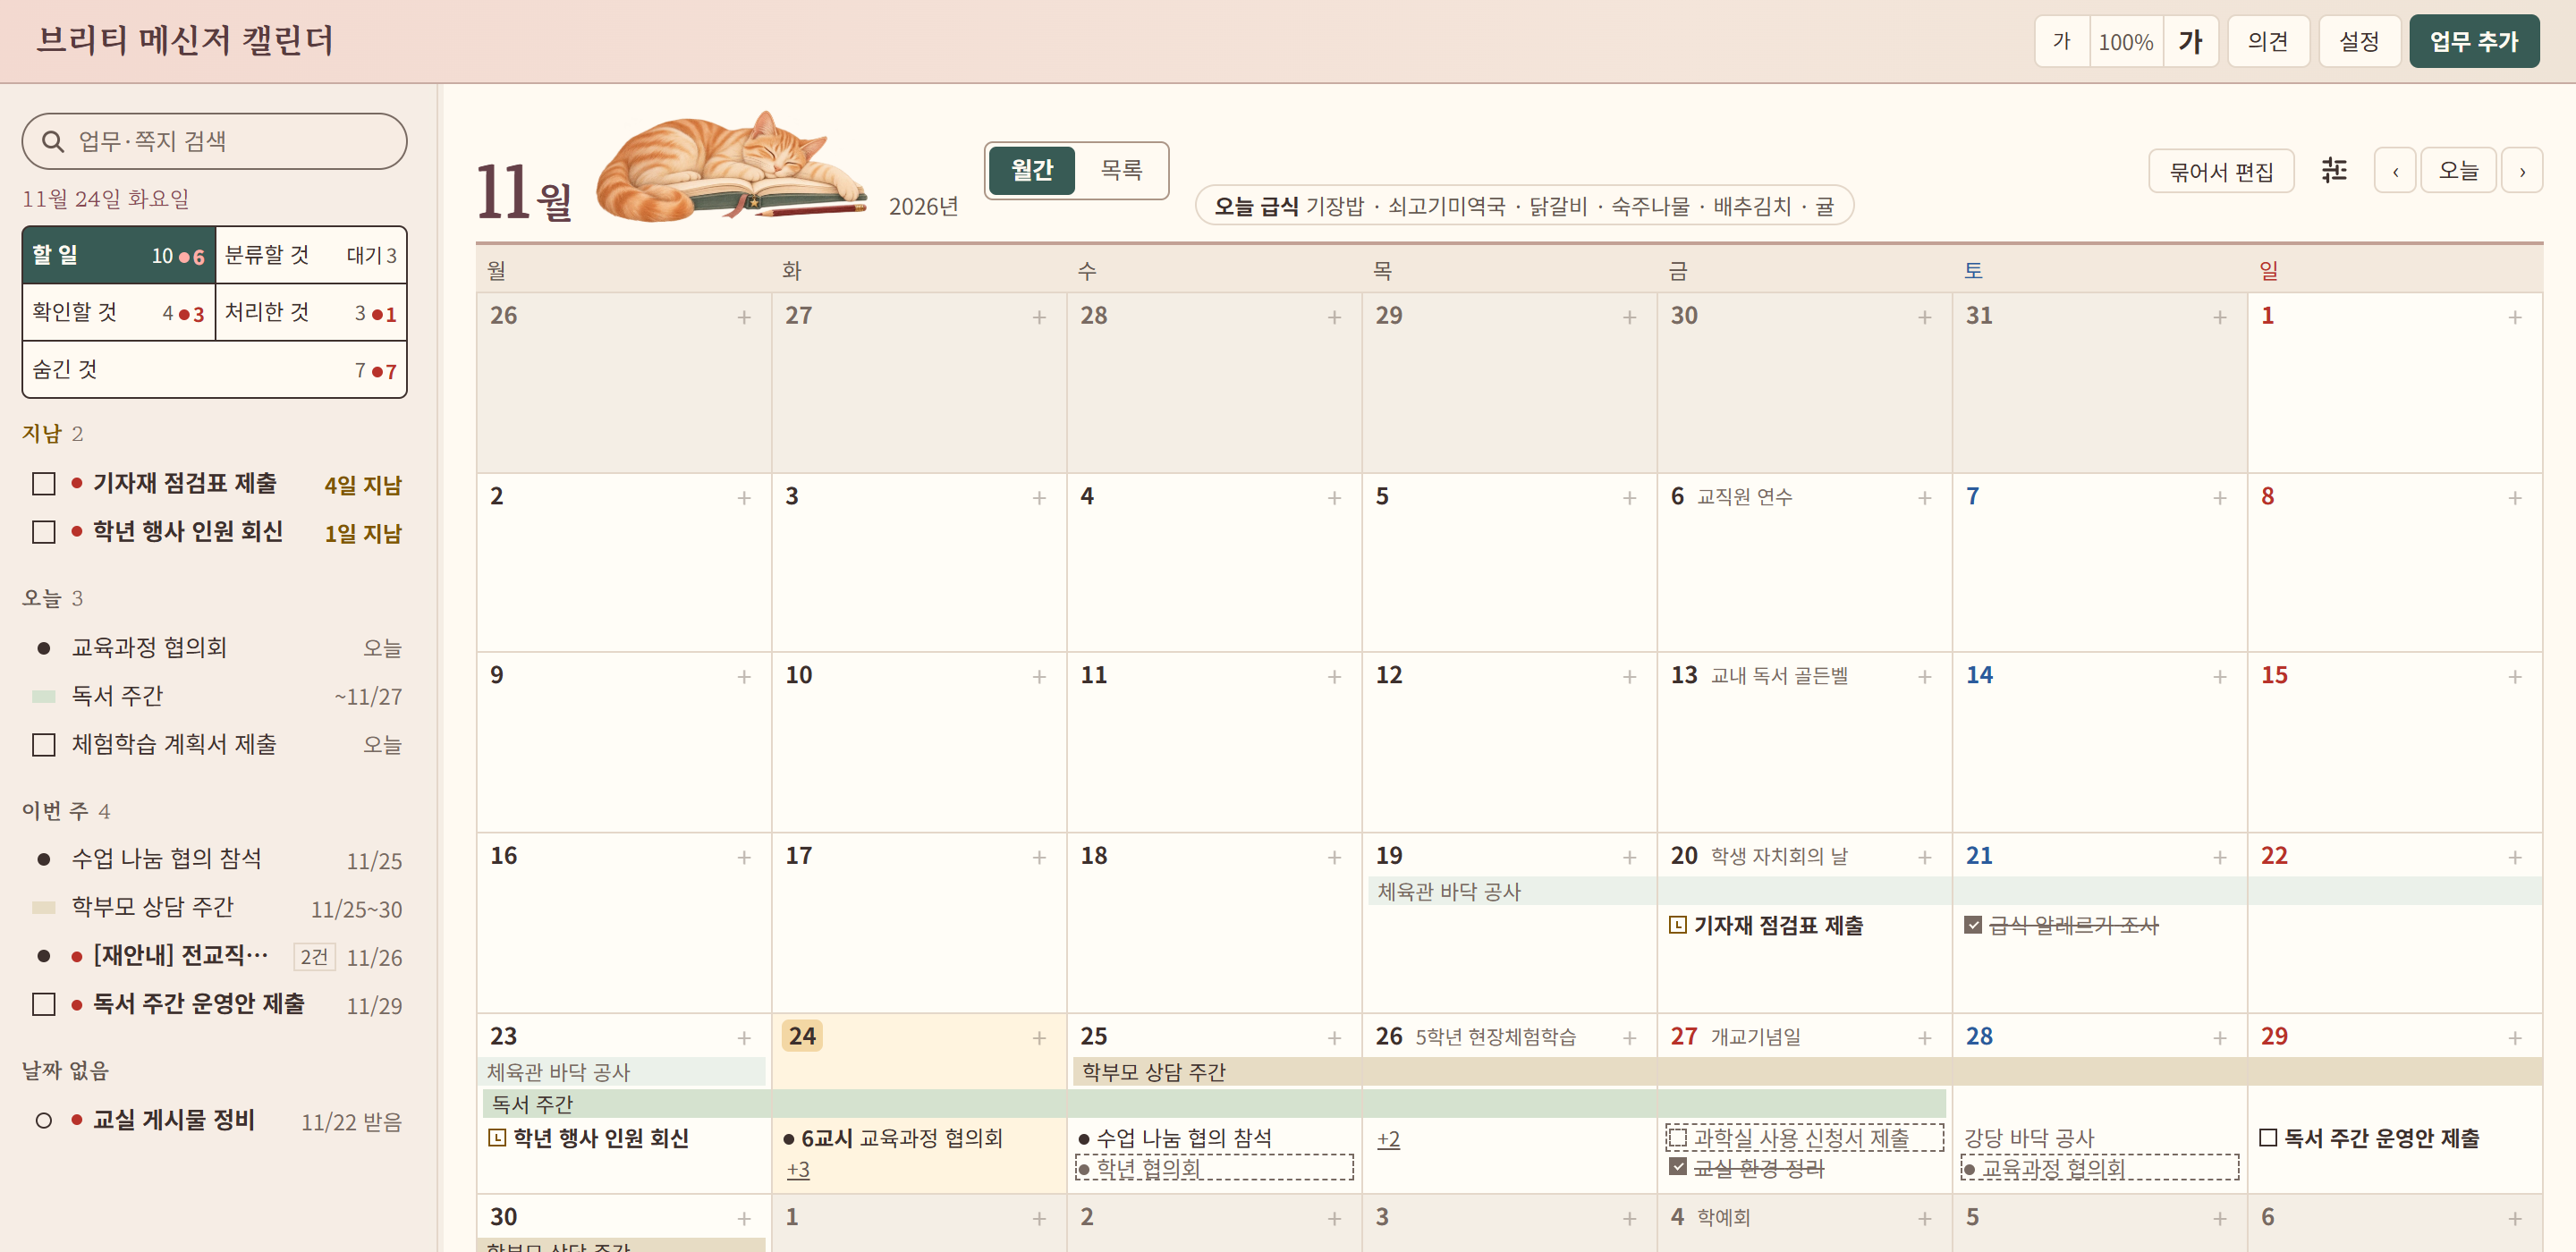 브리티 메신저 캘린더
가 100% 가 의견 설정 업무 추가
업무·쪽지 검색
11월 24일 화요일
할 일 10 6 분류할 것 대기 3
확인할 것 4 3 처리한 것 3 1
숨긴 것 7 7
지남 2
기자재 점검표 제출 4일 지남
학년 행사 인원 회신 1일 지남
오늘 3
교육과정 협의회 오늘
독서 주간 ~11/27
체험학습 계획서 제출 오늘
이번 주 4
수업 나눔 협의 참석 11/25
학부모 상담 주간 11/25~30
[재안내] 전교직… 2건 11/26
독서 주간 운영안 제출 11/29
날짜 없음
교실 게시물 정비 11/22 받음
11월 2026년 월간 목록
오늘 급식 기장밥 · 쇠고기미역국 · 닭갈비 · 숙주나물 · 배추김치 · 귤
묶어서 편집 ‹ 오늘 ›
월 화 수 목 금 토 일
26 + 27 + 28 + 29 + 30 + 31 + 1 +
2 + 3 + 4 + 5 + 6 교직원 연수 + 7 + 8 +
9 + 10 + 11 + 12 + 13 교내 독서 골든벨 + 14 + 15 +
16 + 17 + 18 + 19 + 20 학생 자치회의 날 + 21 + 22 +
체육관 바닥 공사
기자재 점검표 제출 급식 알레르기 조사
23 + 24 + 25 + 26 5학년 현장체험학습 + 27 개교기념일 + 28 + 29 +
체육관 바닥 공사 학부모 상담 주간
독서 주간
학년 행사 인원 회신 6교시 교육과정 협의회 수업 나눔 협의 참석 +2 과학실 사용 신청서 제출 강당 바닥 공사 독서 주간 운영안 제출
+3 학년 협의회 교실 환경 정리 교육과정 협의회
30 + 1 + 2 + 3 + 4 학예회 + 5 + 6 +
학부모 상담 주간